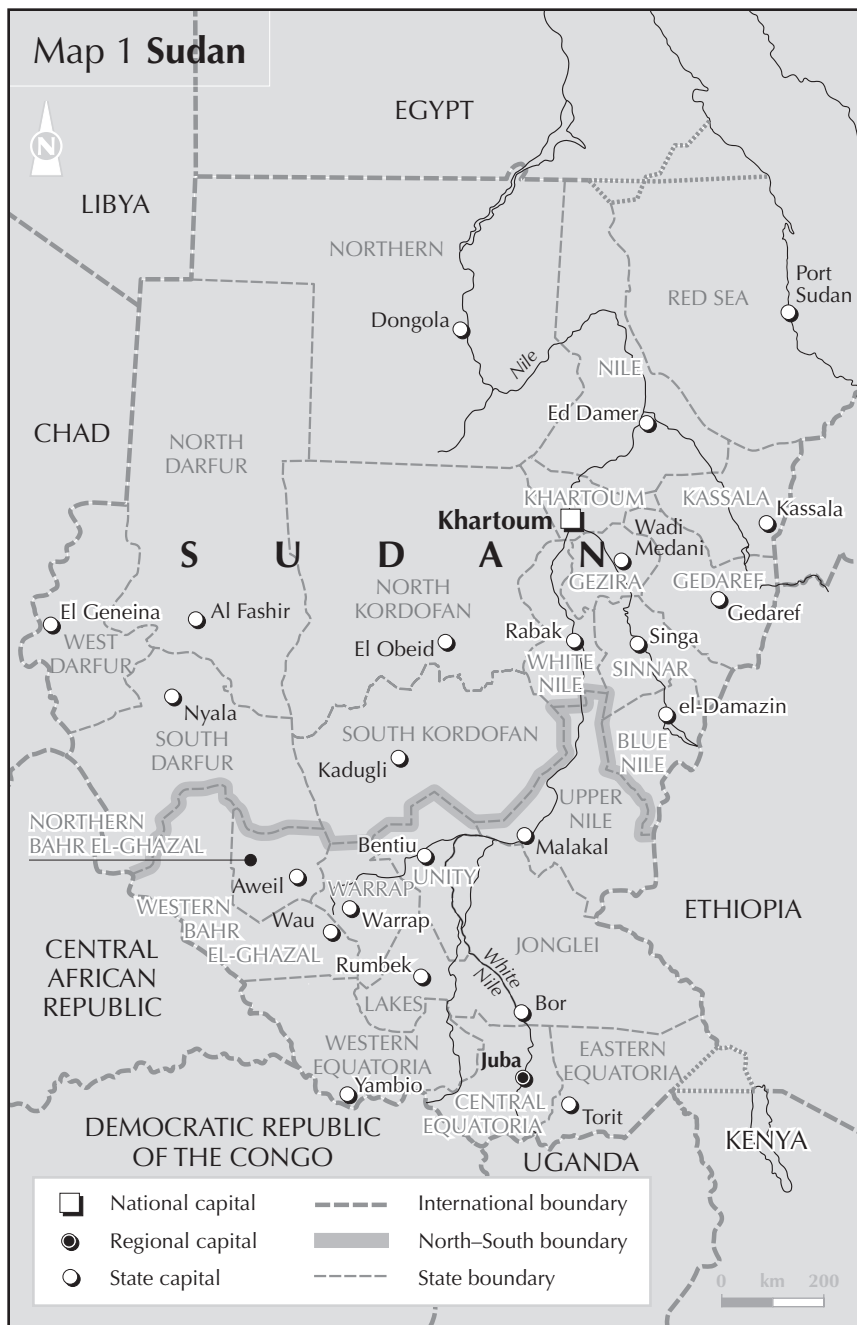 Map 1 Sudan
N
EGYPT
LIBYA
NORTHERN
RED SEA
Port
Sudan
Dongola
Nile
NILE
Ed Damer
CHAD
NORTH
DARFUR
KHARTOUM
KASSALA
Khartoum
Kassala
Wadi
Medani
S U D A N
GEZIRA
GEDAREF
NORTH
KORDOFAN
Gedaref
El Geneina
Al Fashir
WEST
DARFUR
El Obeid
Rabak
Singa
WHITE
NILE
SINNAR
Nyala
el-Damazin
SOUTH
DARFUR
SOUTH KORDOFAN
BLUE
NILE
Kadugli
UPPER
NILE
NORTHERN
BAHR EL-GHAZAL
Bentiu
Malakal
UNITY
Aweil
WARRAP
WESTERN
BAHR
EL-GHAZAL
Wau
Warrap
ETHIOPIA
CENTRAL
AFRICAN
REPUBLIC
JONGLEI
Rumbek
White
Nile
LAKES
Bor
WESTERN
EQUATORIA
Juba
EASTERN
EQUATORIA
Yambio
CENTRAL
EQUATORIA
Torit
DEMOCRATIC REPUBLIC
OF THE CONGO
UGANDA
KENYA
National capital
International boundary
Regional capital
North–South boundary
State capital
State boundary
0 km 200